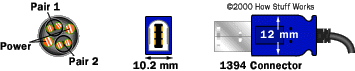 Pair 1
Power
Pair 2
10.2 mm
©2000 How Stuff Works
12 mm
1394 Connector